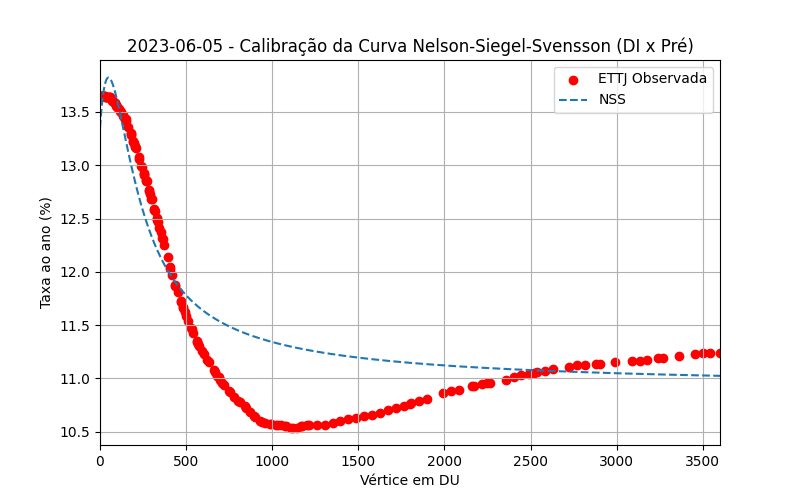 2023-06-05 - Calibração da Curva Nelson-Siegel-Svensson (DI x Pré)
ETTJ Observada
NSS
Taxa ao ano (%)
13.5
13.0
12.5
12.0
11.5
11.0
10.5
0 500 1000 1500 2000 2500 3000 3500
Vértice em DU